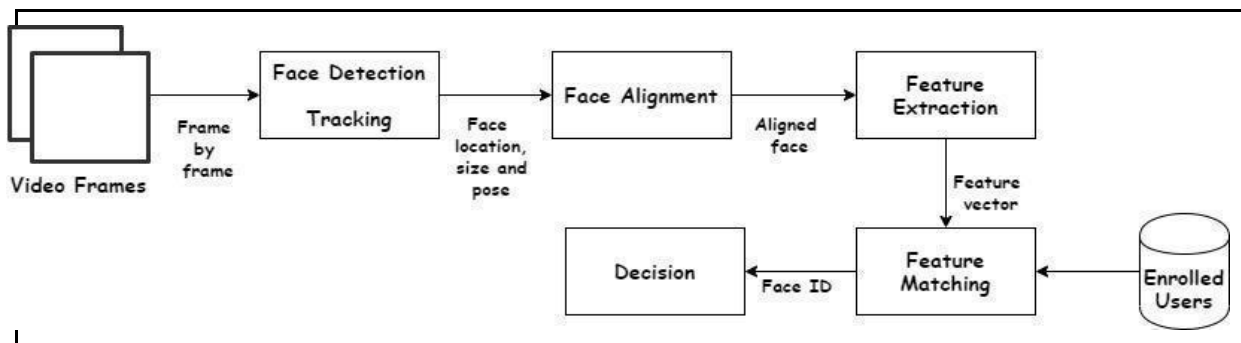 Video Frames
Frame
by
frame
Face Detection
Tracking
Face
location,
size and
pose
Face Alignment
Aligned
face
Feature
Extraction
Feature
vector
Feature
Matching
Enrolled
Users
Face ID
Decision